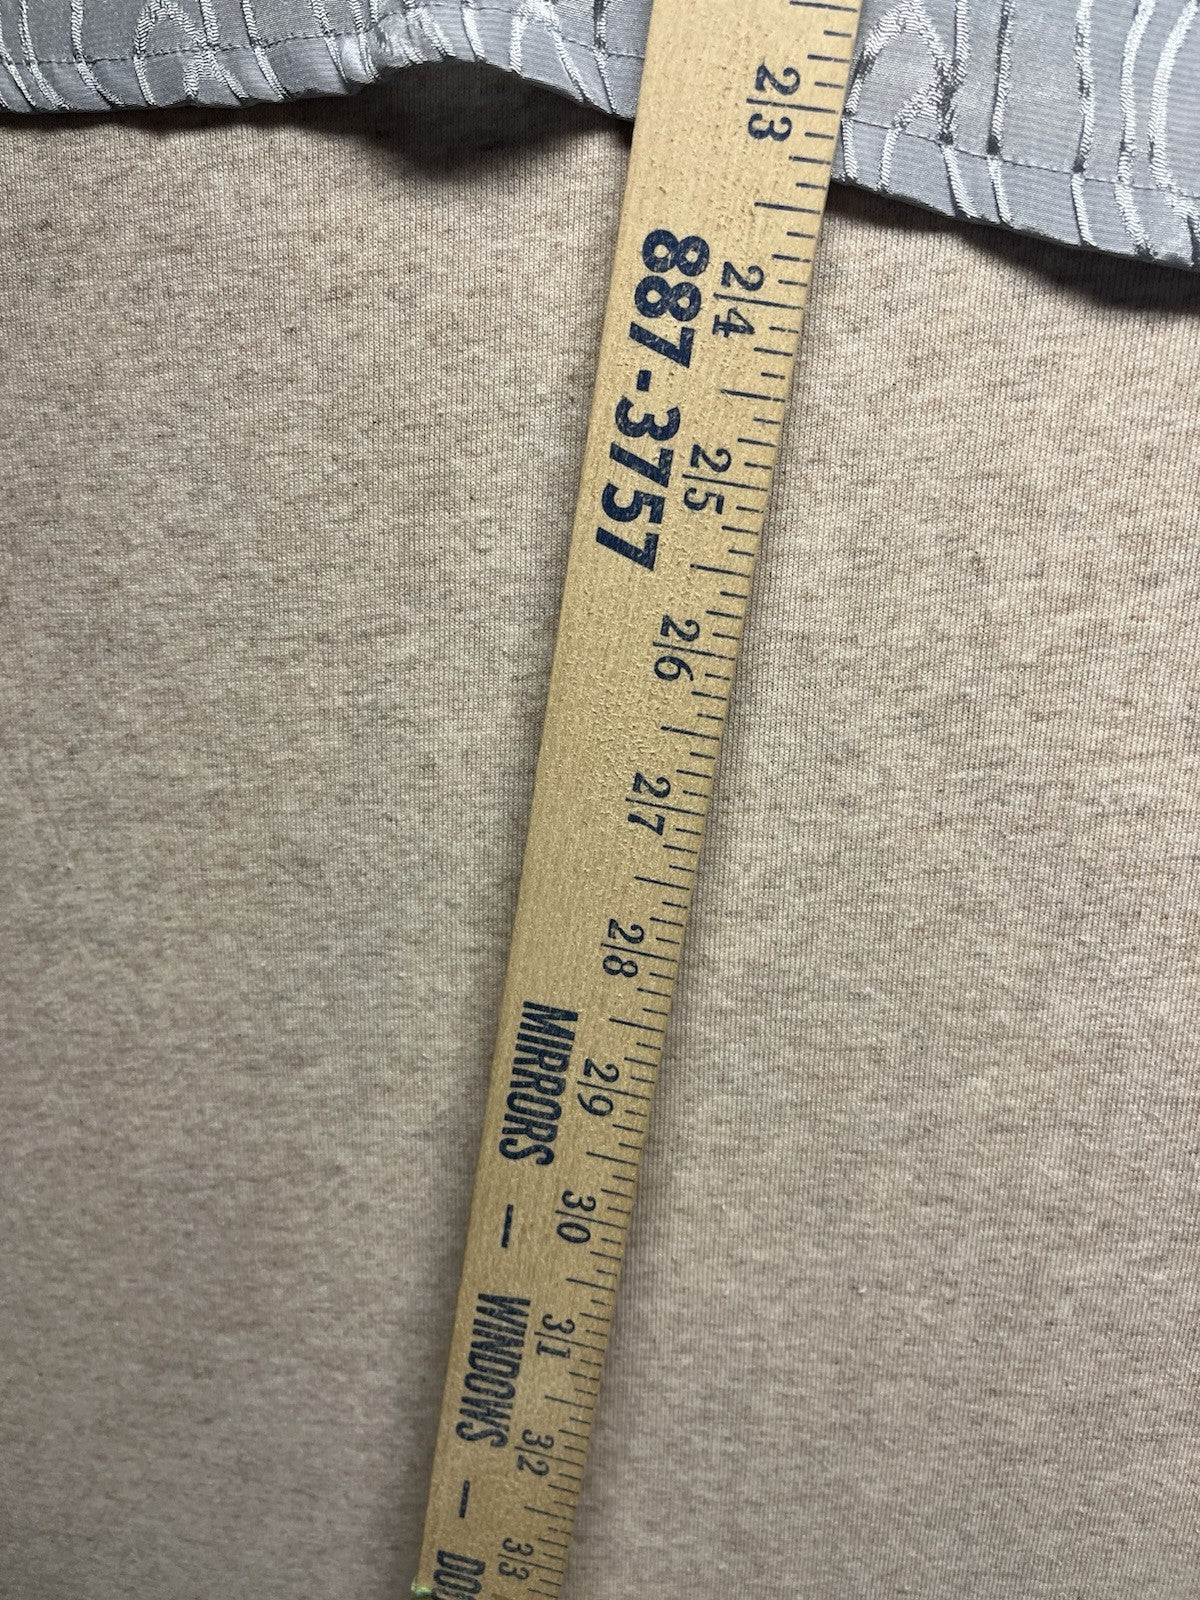 23 24 25 26 27 28 29 30 31 32 33
887-3757 MIRRORS — WINDOWS —